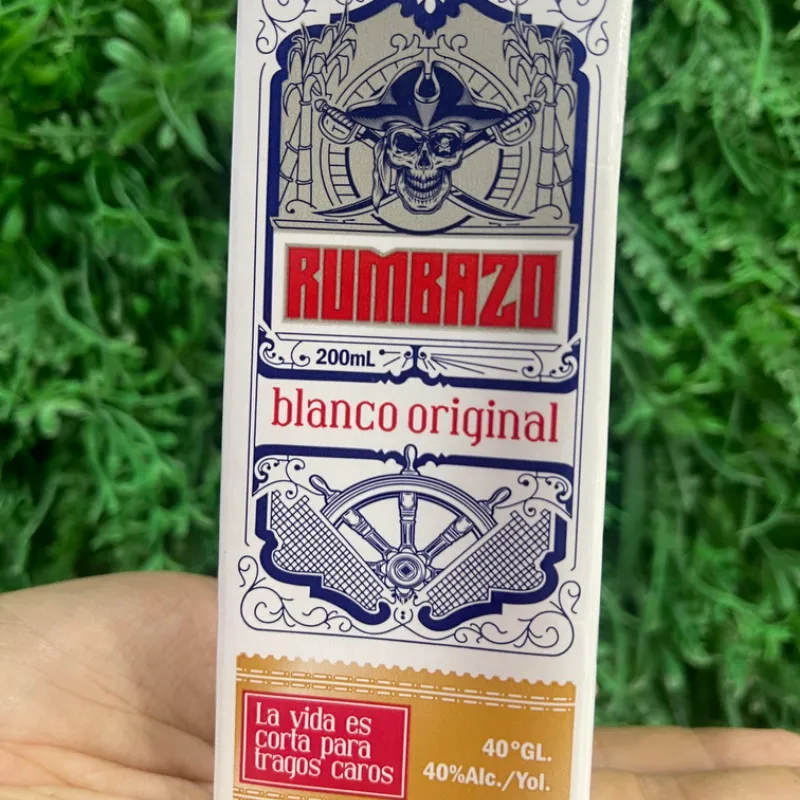 RUMBAZO
200mL
blanco original
La vida es
corta para
tragos caros
40°GL.
40%Alc./Vol.